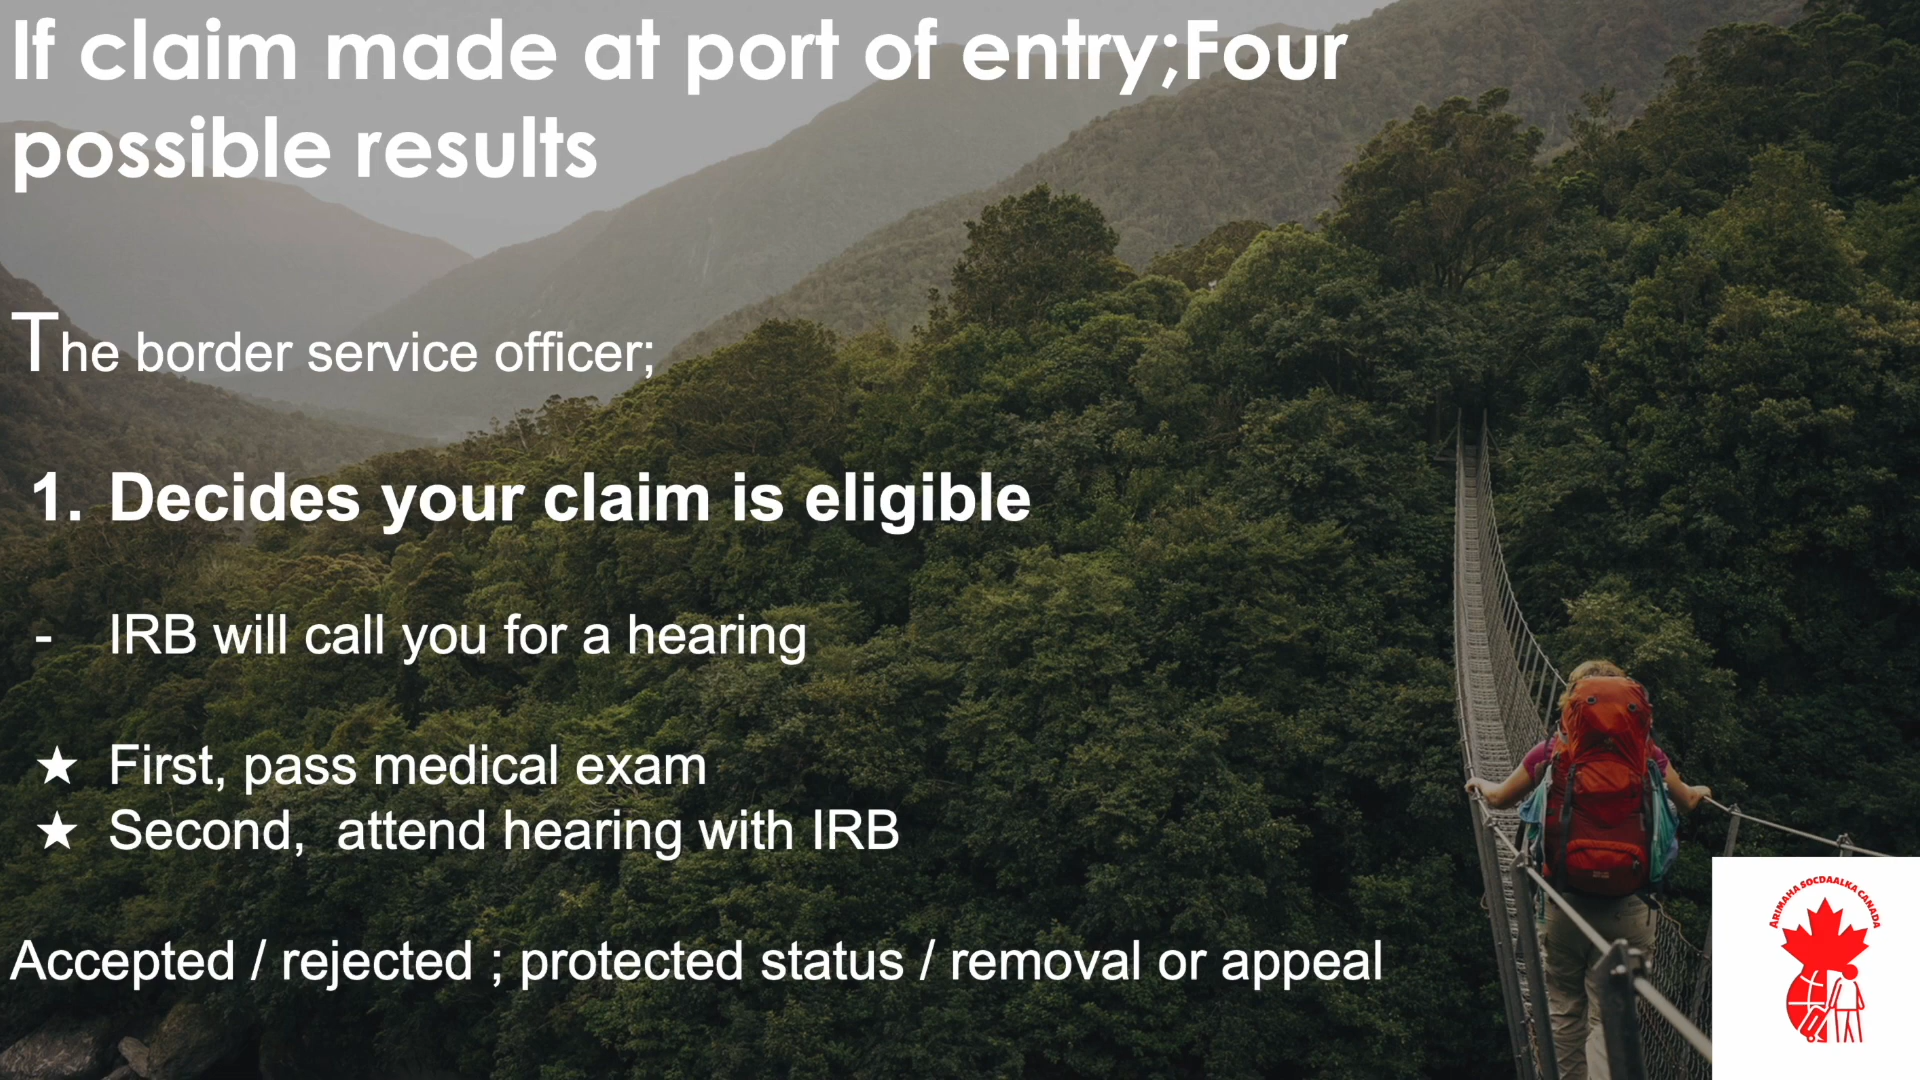 If claim made at port of entry;Four
possible results
The border service officer;
1. Decides your claim is eligible
- IRB will call you for a hearing
★ First, pass medical exam
★ Second, attend hearing with IRB
Accepted / rejected ; protected status / removal or appeal
ARIMAHA SOCDAALKA CANADA